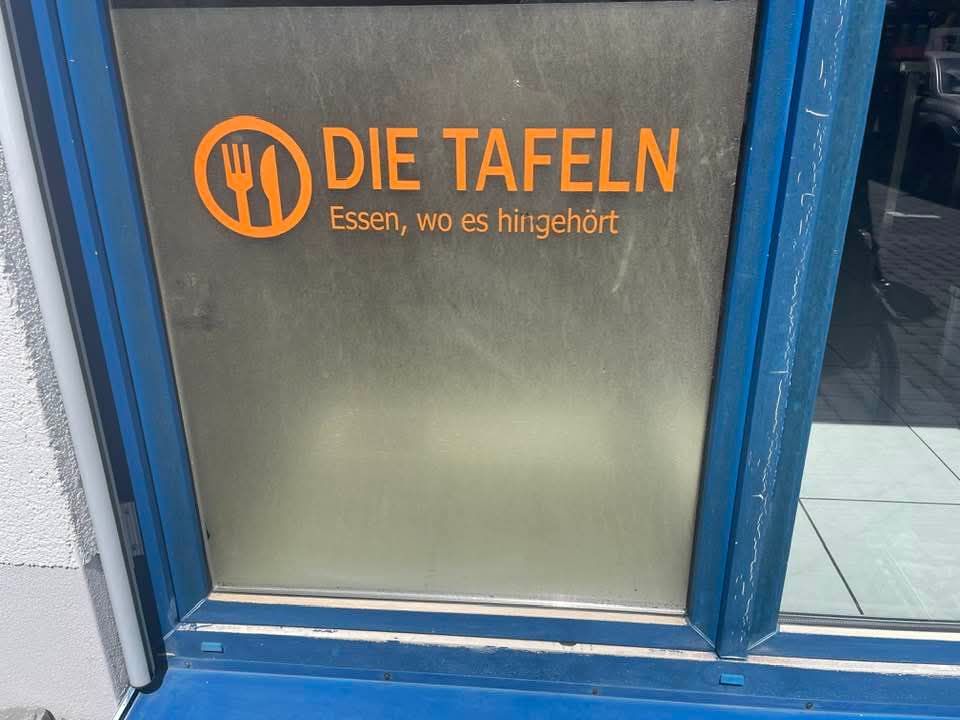 DIE TAFELN
Essen, wo es hingehört